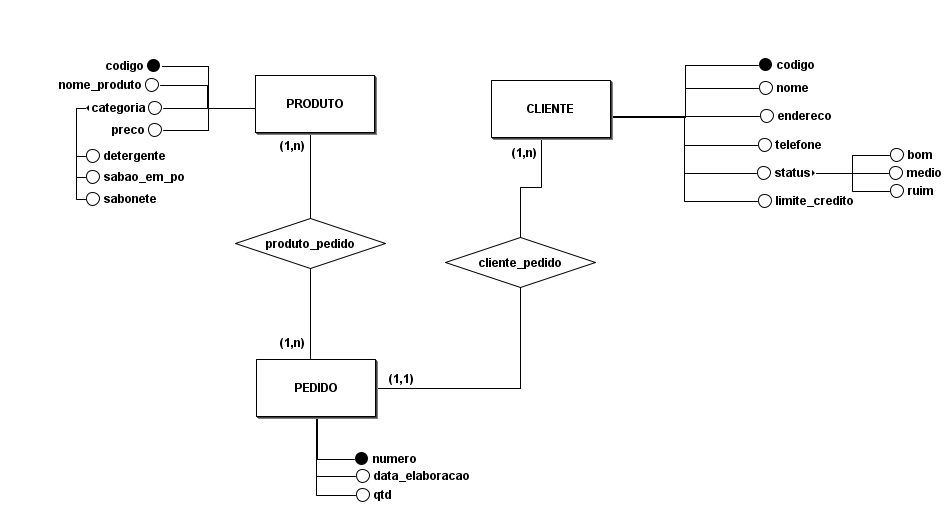 codigo
nome_produto
categoria
preco
detergente
sabao_em_po
sabonete
PRODUTO
(1,n)
produto_pedido
(1,n)
PEDIDO
(1,1)
numero
data_elaboracao
qtd
CLIENTE
(1,n)
cliente_pedido
codigo
nome
endereco
telefone
status
limite_credito
bom
medio
ruim